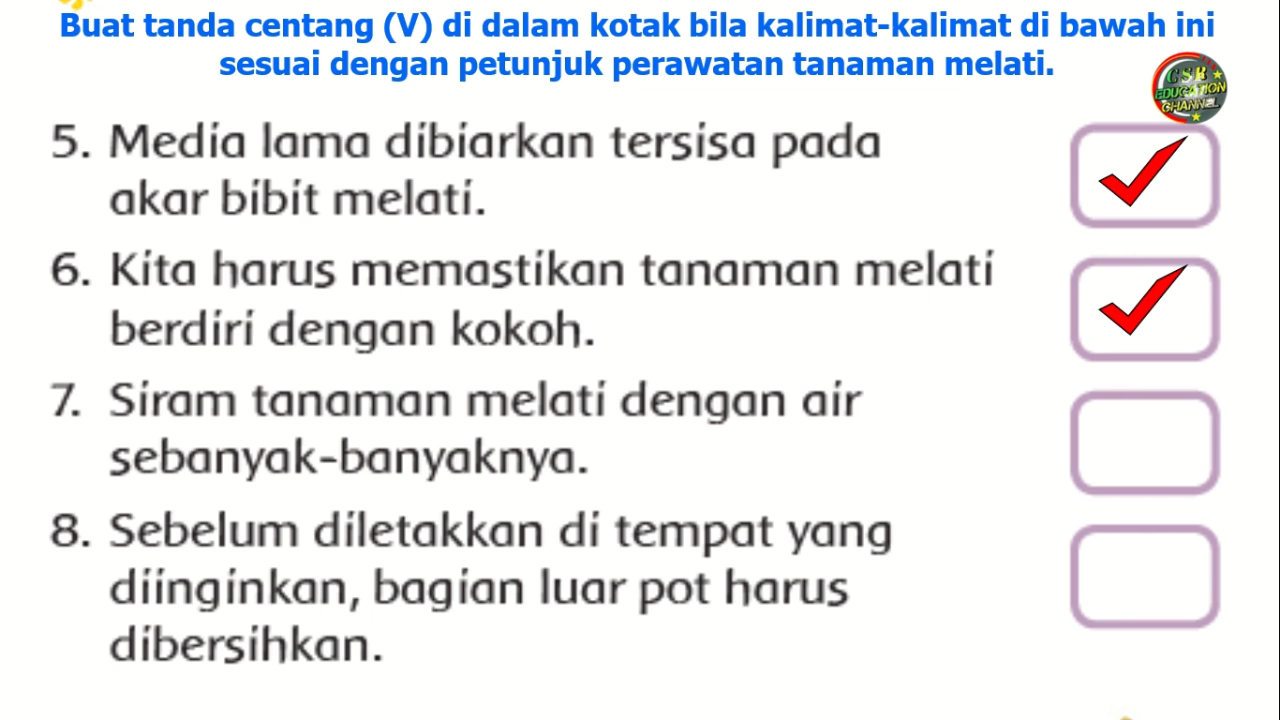 Buat tanda centang (V) di dalam kotak bila kalimat-kalimat di bawah ini
sesuai dengan petunjuk perawatan tanaman melati.
GSB
EDUCATION
CHANNEL
5. Media lama dibiarkan tersisa pada
akar bibit melati.
6. Kita harus memastikan tanaman melati
berdiri dengan kokoh.
7. Siram tanaman melati dengan air
sebanyak-banyaknya.
8. Sebelum diletakkan di tempat yang
diinginkan, bagian luar pot harus
dibersihkan.